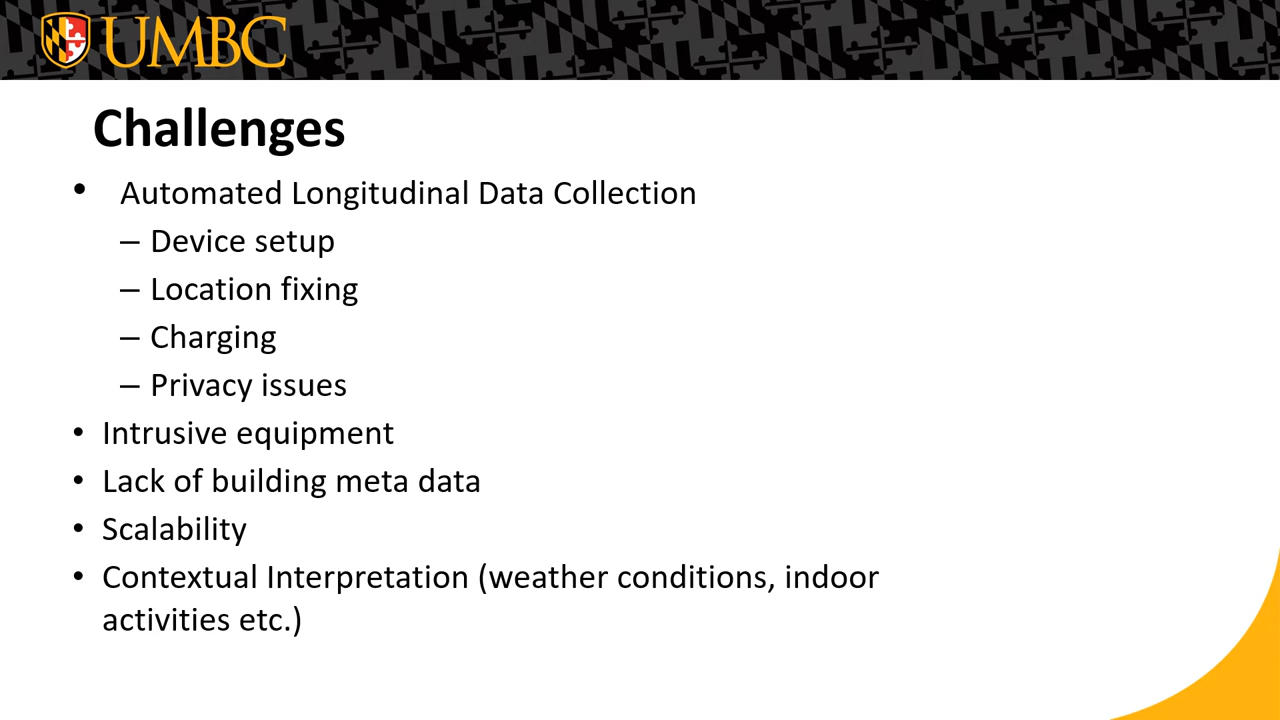 UMBC
Challenges
• Automated Longitudinal Data Collection
– Device setup
– Location fixing
– Charging
– Privacy issues
• Intrusive equipment
• Lack of building meta data
• Scalability
• Contextual Interpretation (weather conditions, indoor
activities etc.)